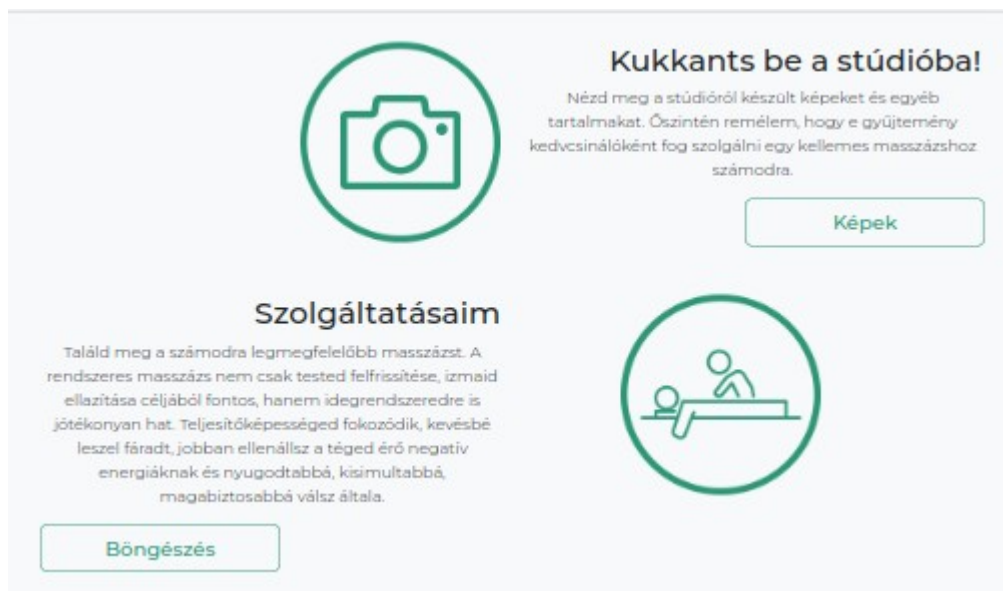 Kukkants be a stúdióba!
Nézd meg a stúdióról készült képeket és egyéb
tartalmakat. Őszintén remélem, hogy e gyűjtemény
kedvcsinálóként fog szolgálni egy kellemes masszázshoz
számodra.
Képek
Szolgáltatásaim
Találd meg a számodra legmegfelelőbb masszázst. A
rendszeres masszázs nem csak tested felfrissítése, izmaid
ellazítása céljából fontos, hanem idegrendszeredre is
jótékonyan hat. Teljesítőképességed fokozódik, kevésbé
leszel fáradt, jobban ellenállsz a téged érő negatív
energiáknak és nyugodtabbá, kisimultabbá,
magabiztosabbá válsz általa.
Böngészés